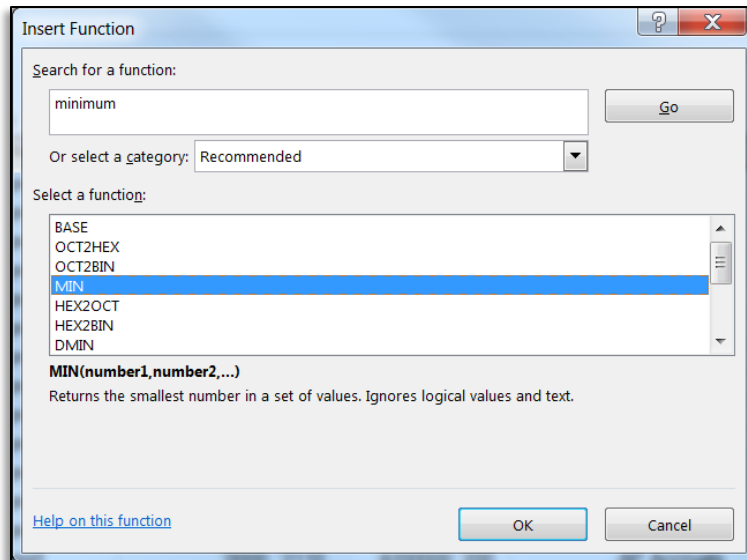 Insert Function
?
X
Search for a function:
minimum
Go
Or select a category: Recommended
Select a function:
BASE
OCT2HEX
OCT2BIN
MIN
HEX2OCT
HEX2BIN
DMIN
MIN(number1,number2,...)
Returns the smallest number in a set of values. Ignores logical values and text.
Help on this function
OK
Cancel